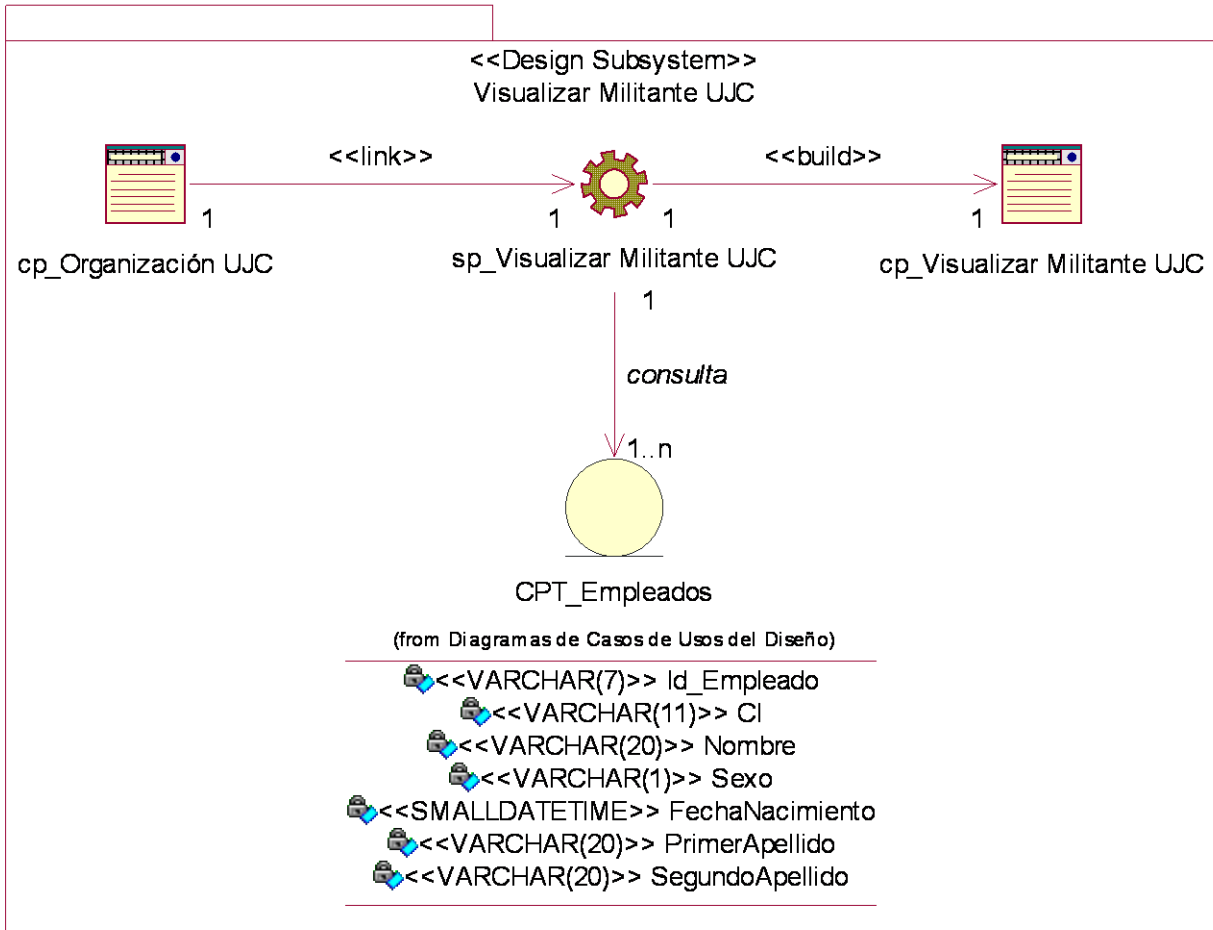 <<Design Subsystem>>
Visualizar Militante UJC
<<link>>
<<build>>
1
1
1
1
cp_Organización UJC
sp_Visualizar Militante UJC
cp_Visualizar Militante UJC
1
consulta
1..n
CPT_Empleados
(from Diagramas de Casos de Usos del Diseño)
<<VARCHAR(7)>> Id_Empleado
<<VARCHAR(11)>> CI
<<VARCHAR(20)>> Nombre
<<VARCHAR(1)>> Sexo
<<SMALLDATETIME>> FechaNacimiento
<<VARCHAR(20)>> PrimerApellido
<<VARCHAR(20)>> SegundoApellido